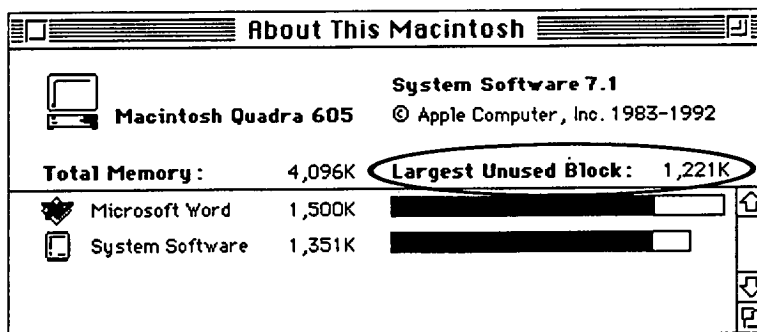 About This Macintosh
System Software 7.1
Macintosh Quadra 605
© Apple Computer, Inc. 1983-1992
Total Memory: 4,096K Largest Unused Block: 1,221K
Microsoft Word 1,500K
System Software 1,351K